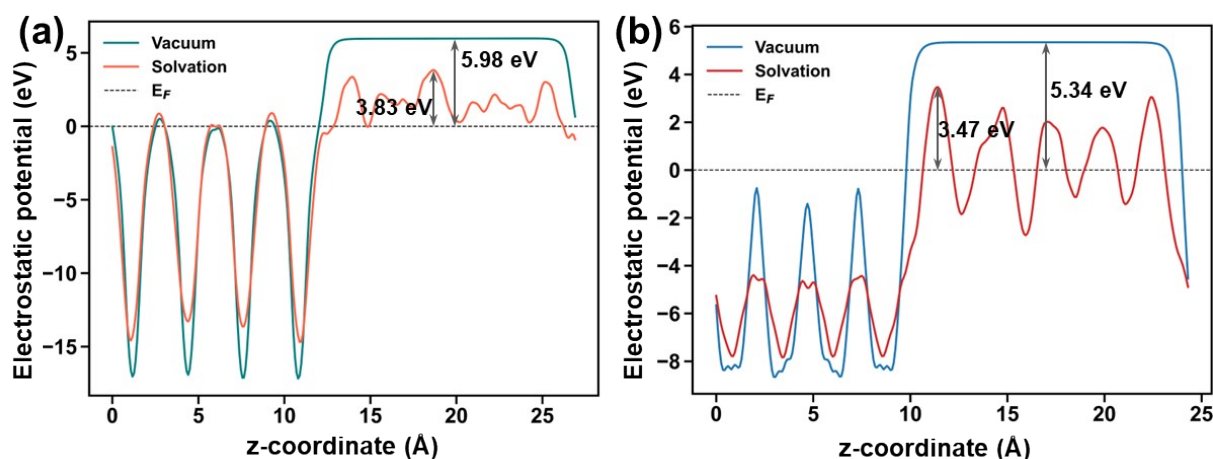 (a)
Vacuum
Solvation
E_F
5.98 eV
3.83 eV
Electrostatic potential (eV)
5
0
−5
−10
−15
0 5 10 15 20 25
z-coordinate (Å)
(b)
Vacuum
Solvation
E_F
5.34 eV
3.47 eV
Electrostatic potential (eV)
6
4
2
0
−2
−4
−6
−8
0 5 10 15 20 25
z-coordinate (Å)